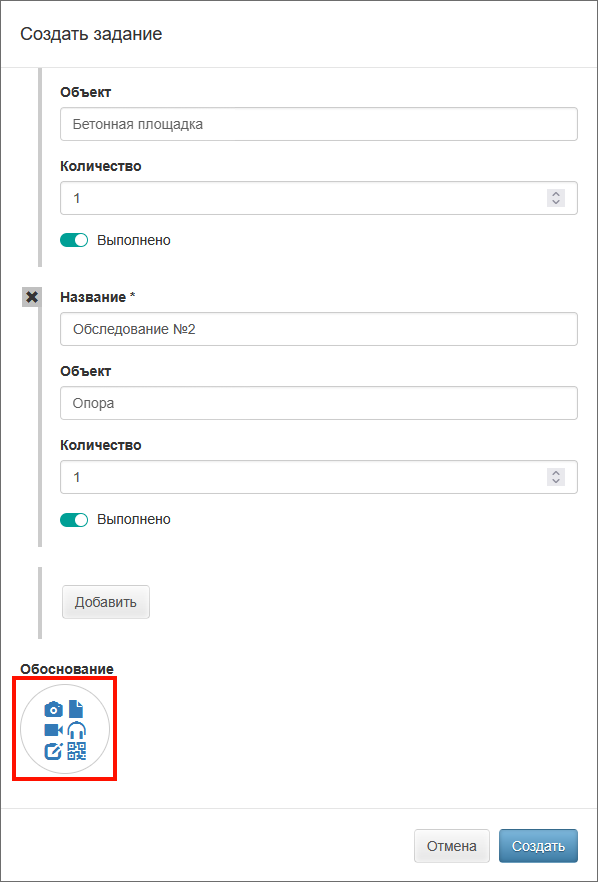 Создать задание
Объект
Бетонная площадка
Количество
1
Выполнено
Название *
Обследование №2
Объект
Опора
Количество
1
Выполнено
Добавить
Обоснование
Отмена
Создать